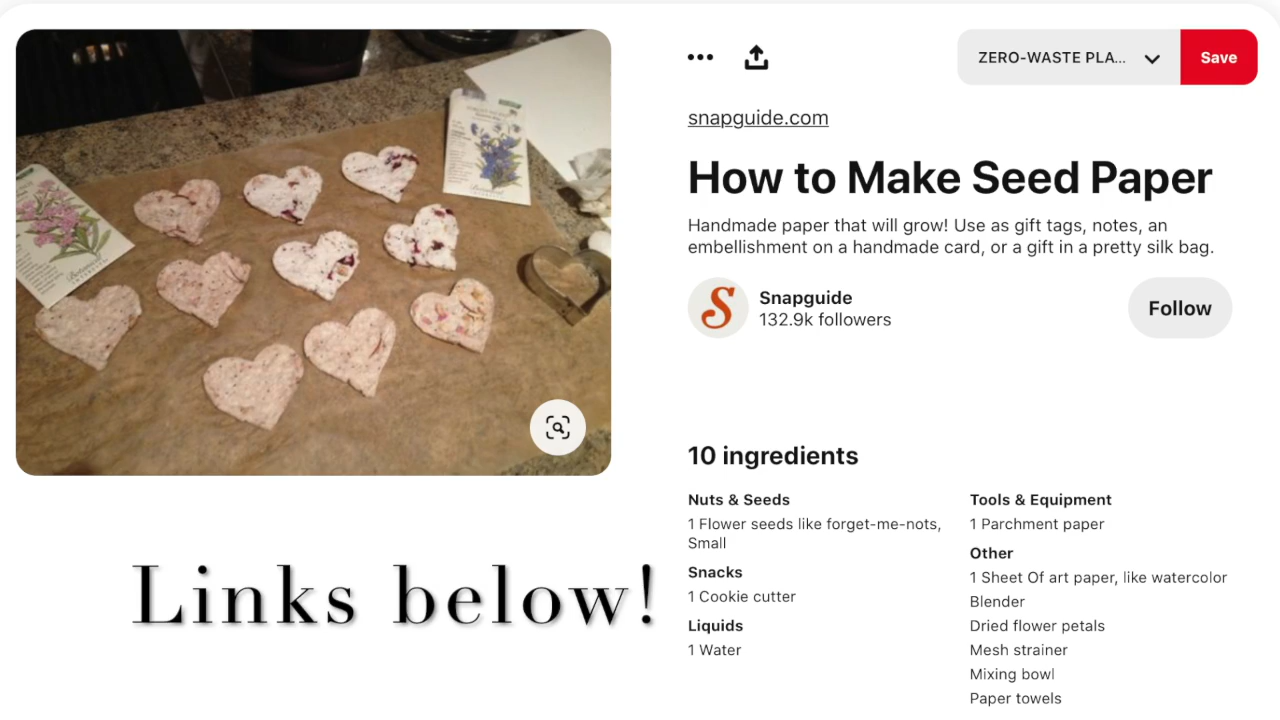 ZERO-WASTE PLA...
Save
snapguide.com
How to Make Seed Paper
Handmade paper that will grow! Use as gift tags, notes, an
embellishment on a handmade card, or a gift in a pretty silk bag.
S
Snapguide
132.9k followers
Follow
10 ingredients
Nuts & Seeds
1 Flower seeds like forget-me-nots,
Small
Snacks
1 Cookie cutter
Liquids
1 Water
Tools & Equipment
1 Parchment paper
Other
1 Sheet Of art paper, like watercolor
Blender
Dried flower petals
Mesh strainer
Mixing bowl
Paper towels
Links below!